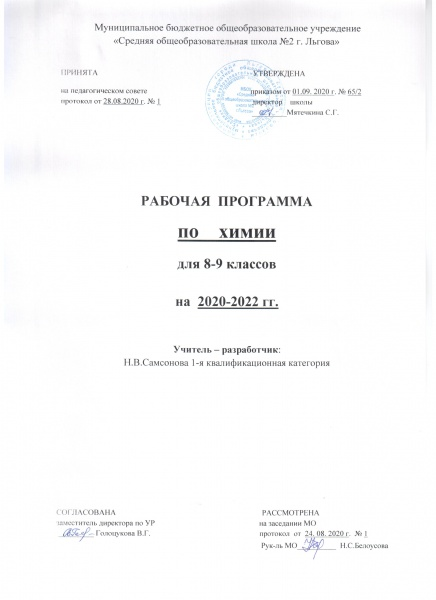 Муниципальное бюджетное общеобразовательное учреждение
«Средняя общеобразовательная школа №2 г. Льгова»
ПРИНЯТА УТВЕРЖДЕНА
на педагогическом совете приказом от 01.09. 2020 г. № 65/2
протокол от 28.08.2020 г. № 1 директор школы
Мятечкина С.Г.
РАБОЧАЯ ПРОГРАММА
по химии
для 8-9 классов
на 2020-2022 гг.
Учитель – разработчик:
Н.В.Самсонова 1-я квалификационная категория
СОГЛАСОВАНА РАССМОТРЕНА
заместитель директора по УР на заседании МО
Голоцукова В.Г. протокол от 24. 08. 2020 г. № 1
Рук-ль МО Н.С.Белоусова